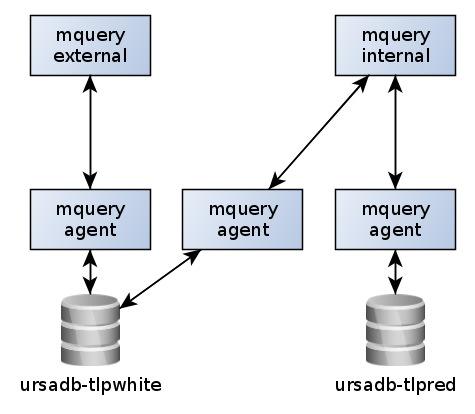 mquery
external
mquery
internal
mquery
agent
mquery
agent
mquery
agent
ursadb-tlpwhite
ursadb-tlpred